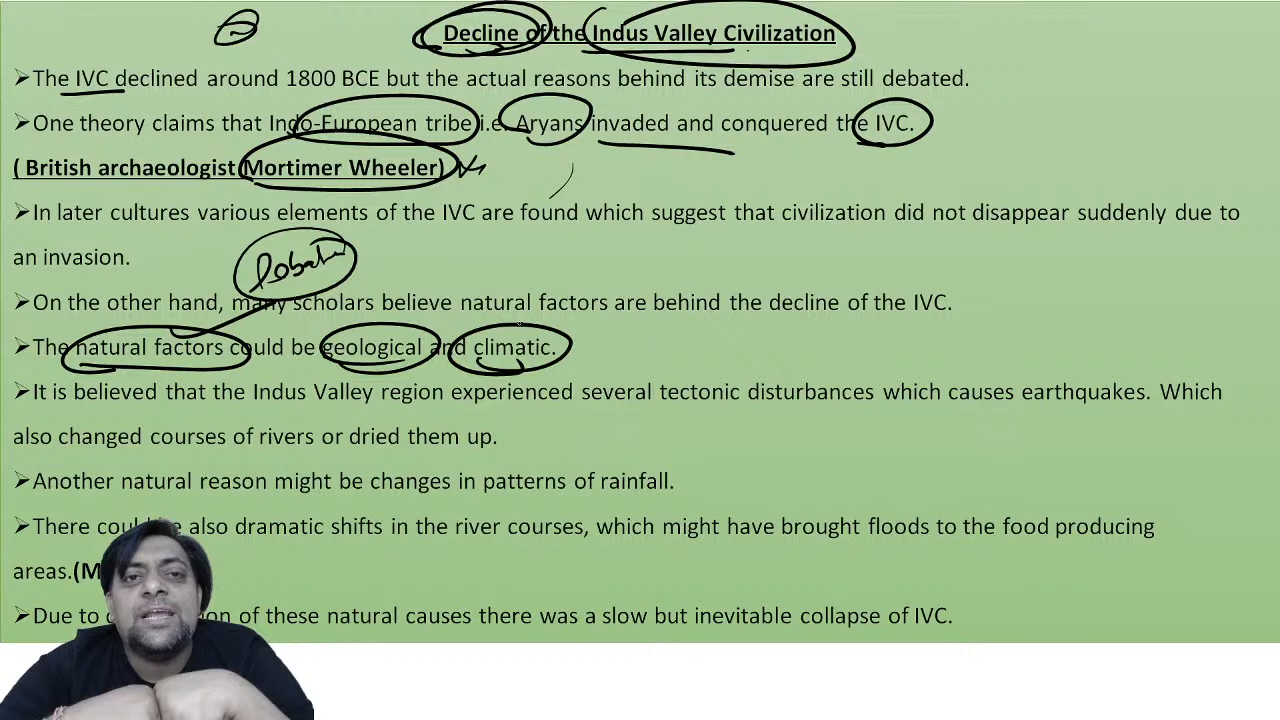 Decline of the Indus Valley Civilization
➢The IVC declined around 1800 BCE but the actual reasons behind its demise are still debated.
➢One theory claims that Indo-European tribe i.e. Aryans invaded and conquered the IVC.
( British archaeologist Mortimer Wheeler)
➢In later cultures various elements of the IVC are found which suggest that civilization did not disappear suddenly due to
an invasion.
➢On the other hand, many scholars believe natural factors are behind the decline of the IVC.
➢The natural factors could be geological and climatic.
➢It is believed that the Indus Valley region experienced several tectonic disturbances which causes earthquakes. Which
also changed courses of rivers or dried them up.
➢Another natural reason might be changes in patterns of rainfall.
➢There could be also dramatic shifts in the river courses, which might have brought floods to the food producing
areas.(M
➢Due to of these natural causes there was a slow but inevitable collapse of IVC.